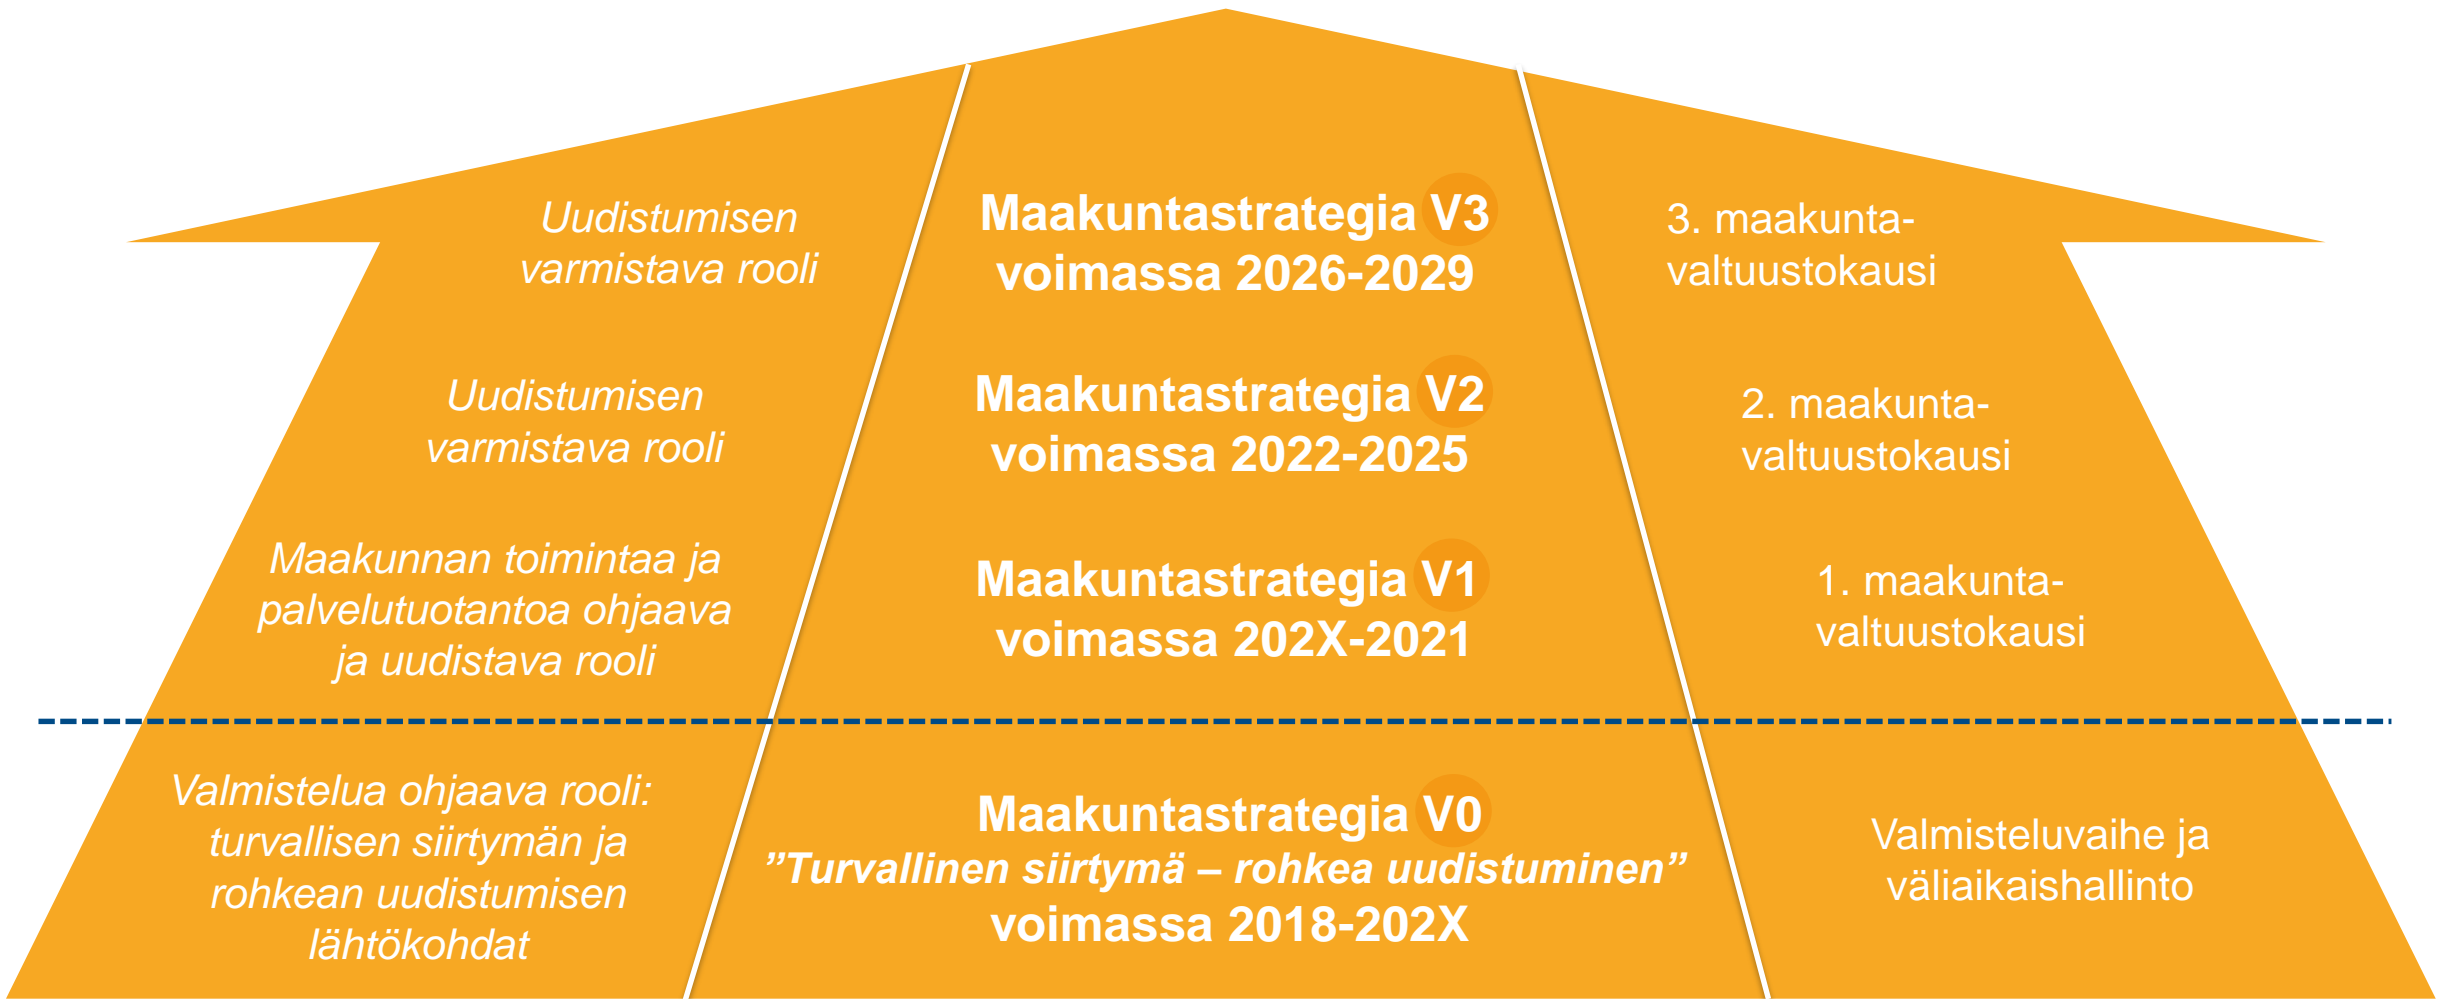 Uudistumisen
varmistava rooli
Maakuntastrategia V3
voimassa 2026-2029
3. maakunta-
valtuustokausi
Uudistumisen
varmistava rooli
Maakuntastrategia V2
voimassa 2022-2025
2. maakunta-
valtuustokausi
Maakunnan toimintaa ja
palvelutuotantoa ohjaava
ja uudistava rooli
Maakuntastrategia V1
voimassa 202X-2021
1. maakunta-
valtuustokausi
Valmistelua ohjaava rooli:
turvallisen siirtymän ja
rohkean uudistumisen
lähtökohdat
Maakuntastrategia V0
”Turvallinen siirtymä – rohkea uudistuminen”
voimassa 2018-202X
Valmisteluvaihe ja
väliaikaishallinto